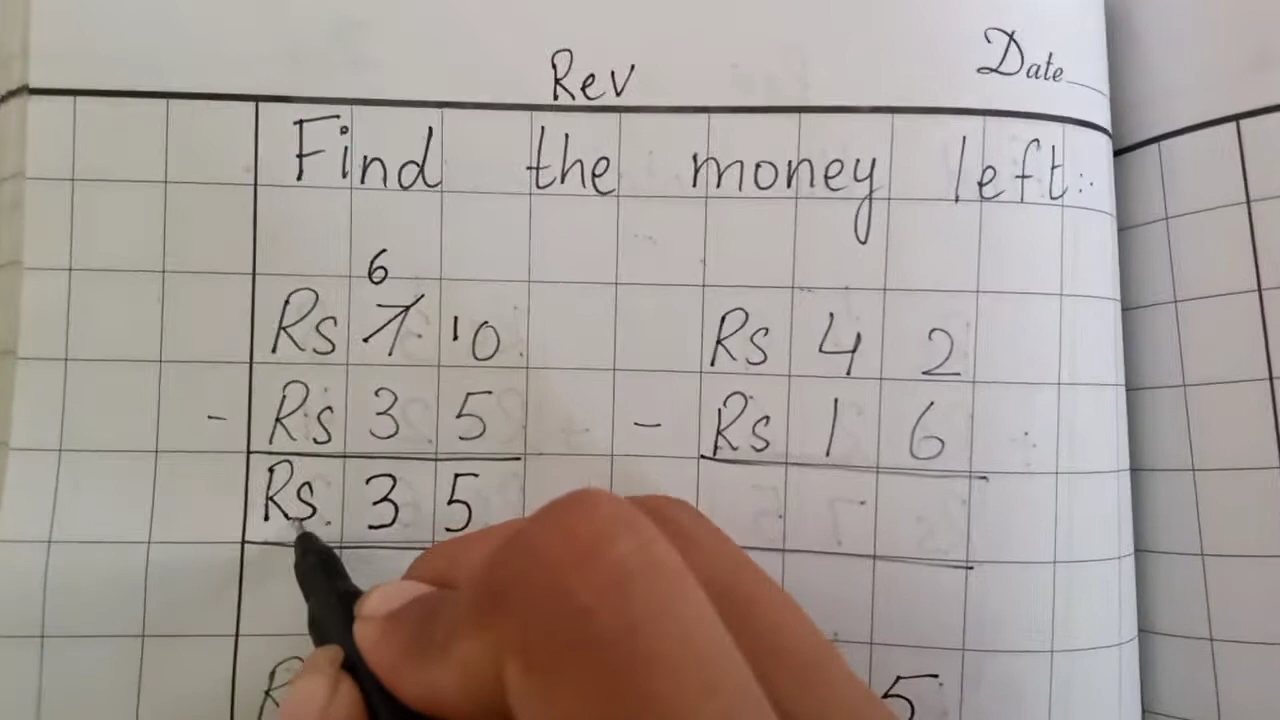 Rev
Date
Find the money left:
6
Rs 7 10 Rs 4 2
- Rs 3 5 - Rs 1 6
Rs. 3 5
R 5